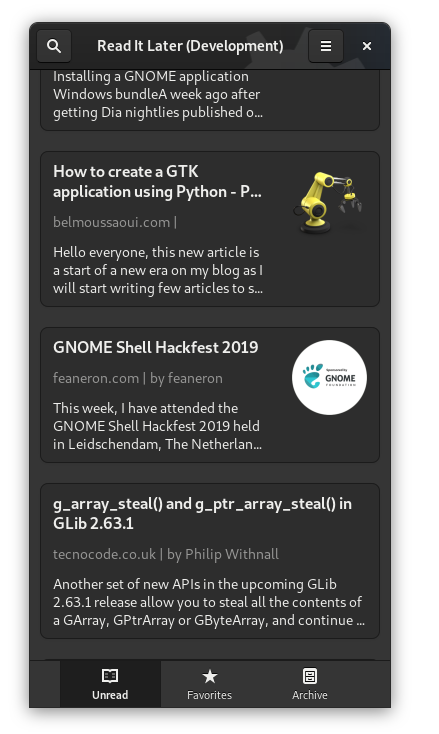 Read It Later (Development)
Installing a GNOME application
Windows bundleA week ago after
getting Dia nightlies published o...
How to create a GTK
application using Python - P...
belmoussaoui.com |
Hello everyone, this new article is
a start of a new era on my blog as I
will start writing few articles to s...
GNOME Shell Hackfest 2019
feaneron.com | by feaneron
This week, I have attended the
GNOME Shell Hackfest 2019 held
in Leidschendam, The Netherlan...
Sponsored by
GNOME
FOUNDATION
g_array_steal() and g_ptr_array_steal() in
GLib 2.63.1
tecnocode.co.uk | by Philip Withnall
Another set of new APIs in the upcoming GLib
2.63.1 release allow you to steal all the contents of
a GArray, GPtrArray or GByteArray, and continue ...
Unread
Favorites
Archive